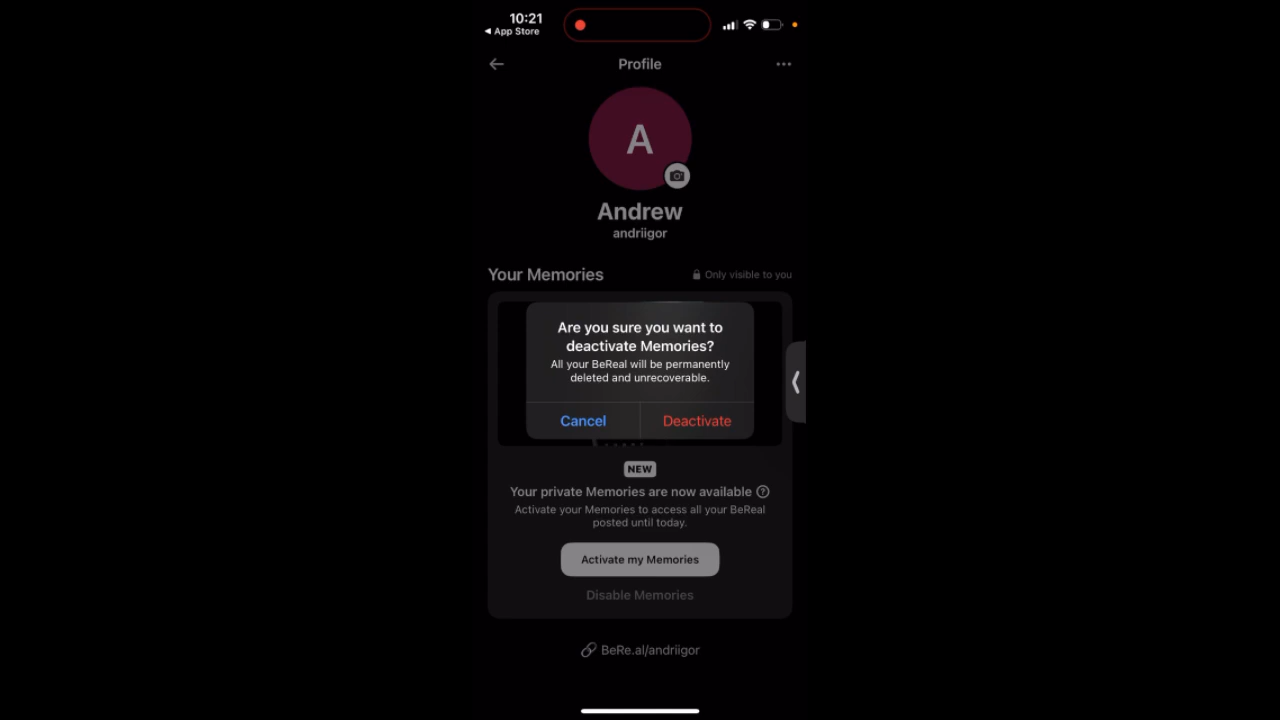 10:21
◀ App Store
Profile
A
Andrew
andriigor
Your Memories
Only visible to you
Are you sure you want to
deactivate Memories?
All your BeReal will be permanently
deleted and unrecoverable.
Cancel
Deactivate
NEW
Your private Memories are now available ?
Activate your Memories to access all your BeReal
posted until today.
Activate my Memories
Disable Memories
BeRe.al/andriigor